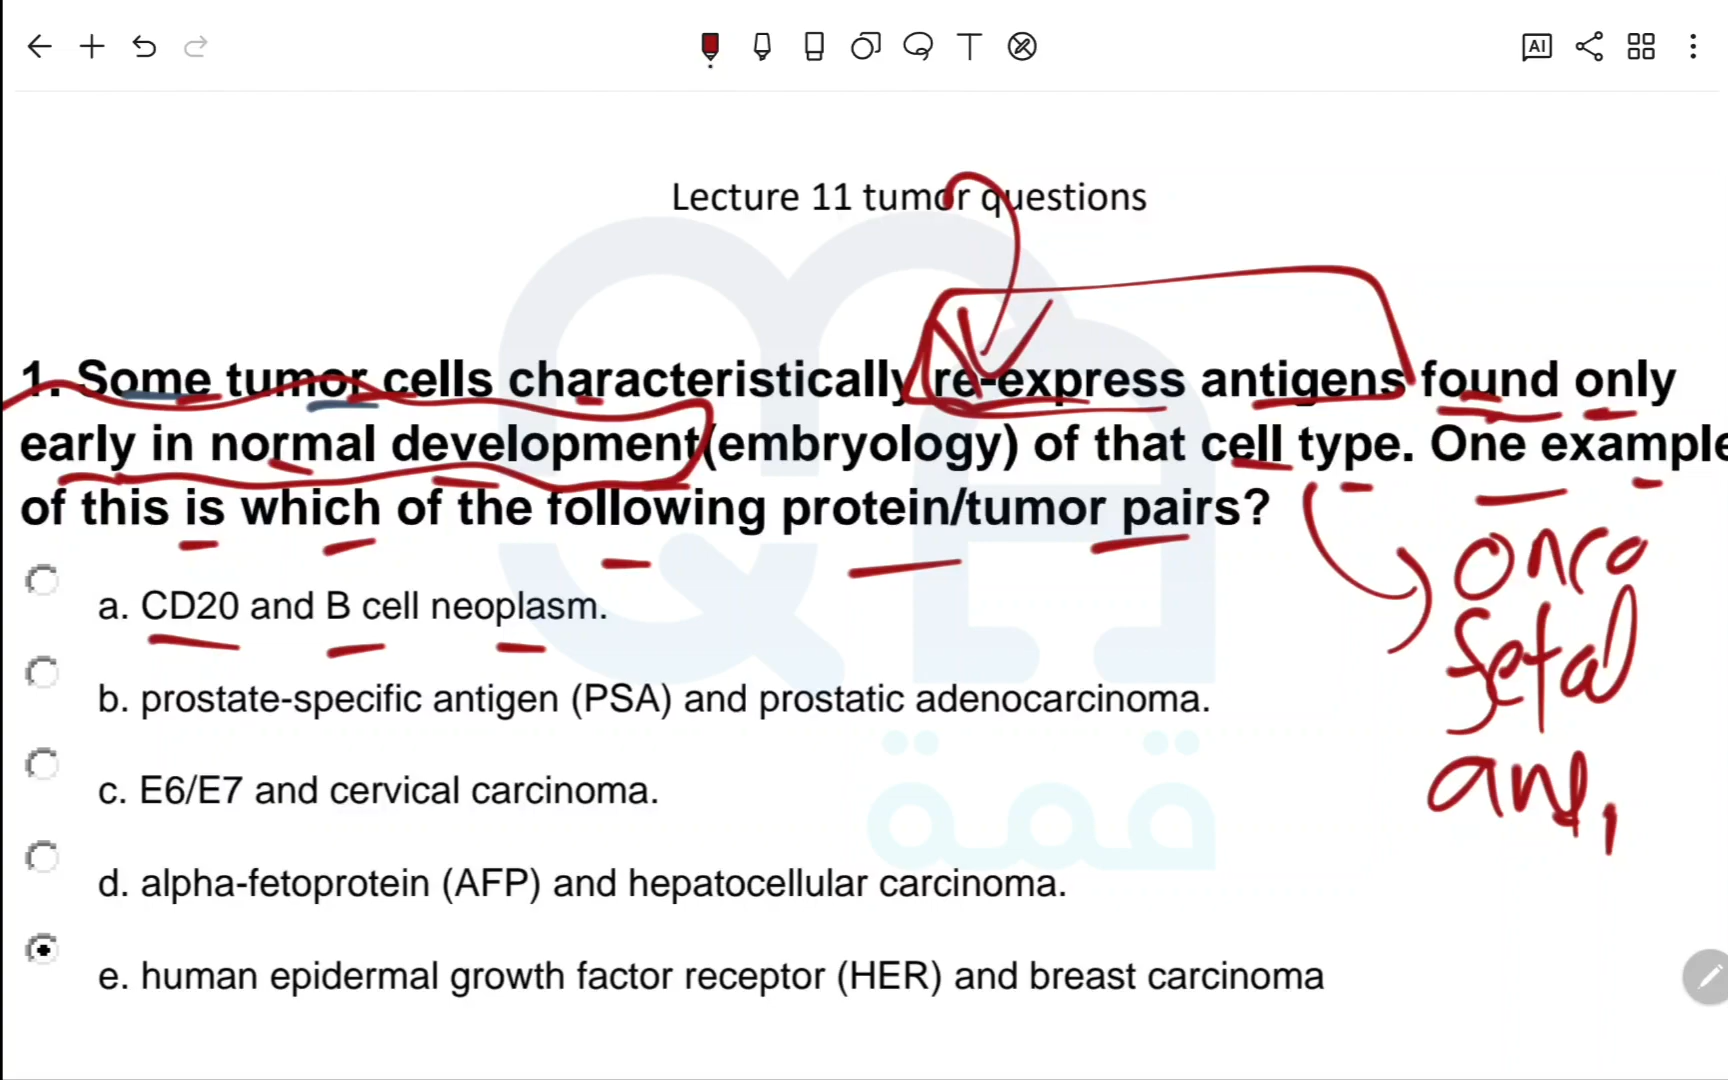 AI
Lecture 11 tumor questions
1. Some tumor cells characteristically re-express antigens found only
early in normal development (embryology) of that cell type. One example
of this is which of the following protein/tumor pairs?
onco
fetal
a. CD20 and B cell neoplasm.
b. prostate-specific antigen (PSA) and prostatic adenocarcinoma.
c. E6/E7 and cervical carcinoma.
قمة
d. alpha-fetoprotein (AFP) and hepatocellular carcinoma.
e. human epidermal growth factor receptor (HER) and breast carcinoma